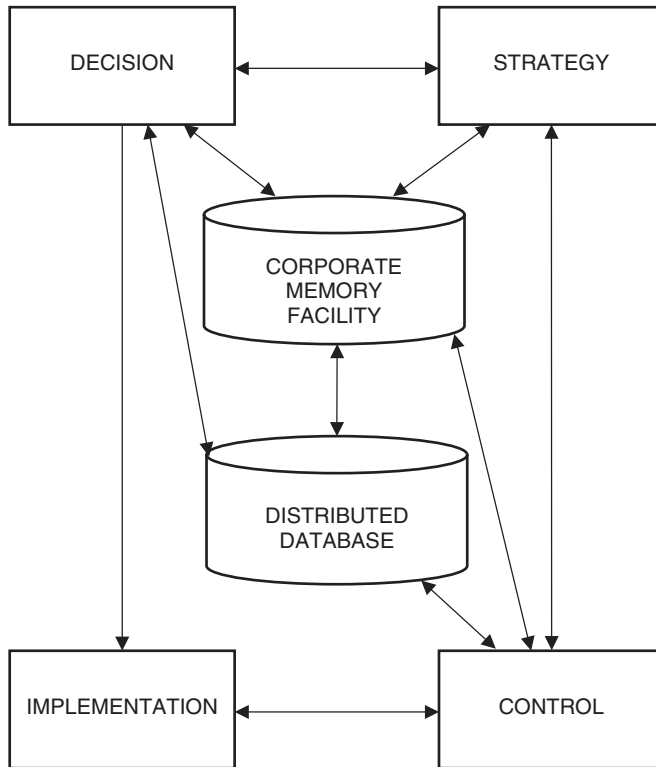 DECISION
STRATEGY
CORPORATE
MEMORY
FACILITY
DISTRIBUTED
DATABASE
IMPLEMENTATION
CONTROL